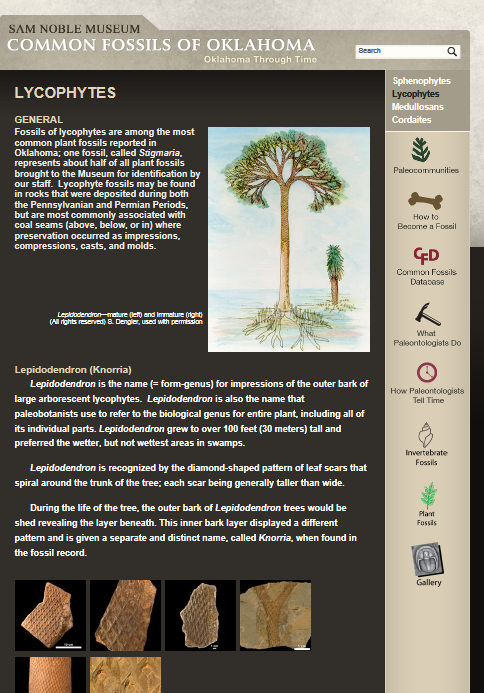 SAM NOBLE MUSEUM
COMMON FOSSILS OF OKLAHOMA
Oklahoma Through Time
Search
LYCOPHYTES
GENERAL
Fossils of lycophytes are among the most
common plant fossils reported in
Oklahoma; one fossil, called Stigmaria,
represents about half of all plant fossils
brought to the Museum for identification by
our staff.  Lycophyte fossils may be found
in rocks that were deposited during both
the Pennsylvanian and Permian Periods,
but are most commonly associated with
coal seams (above, below, or in) where
preservation occurred as impressions,
compressions, casts, and molds.
Lepidodendron—mature (left) and immature (right)
(All rights reserved) B. Dengler, used with permission
Lepidodendron (Knorria)
Lepidodendron is the name (= form-genus) for impressions of the outer bark of
large arborescent lycophytes.  Lepidodendron is also the name that
paleobotanists use to refer to the biological genus for entire plant, including all of
its individual parts. Lepidodendron grew to over 100 feet (30 meters) tall and
preferred the wetter, but not wettest areas in swamps.
Lepidodendron is recognized by the diamond-shaped pattern of leaf scars that
spiral around the trunk of the tree; each scar being generally taller than wide.
During the life of the tree, the outer bark of Lepidodendron trees would be
shed revealing the layer beneath. This inner bark layer displayed a different
pattern and is given a separate and distinct name, called Knorria, when found in
the fossil record.
Sphenophytes
Lycophytes
Medullosans
Cordaites
Paleocommunities
How to
Become a Fossil
CFD
Common Fossils
Database
What
Paleontologists Do
How Paleontologists
Tell Time
Invertebrate
Fossils
Plant
Fossils
Gallery